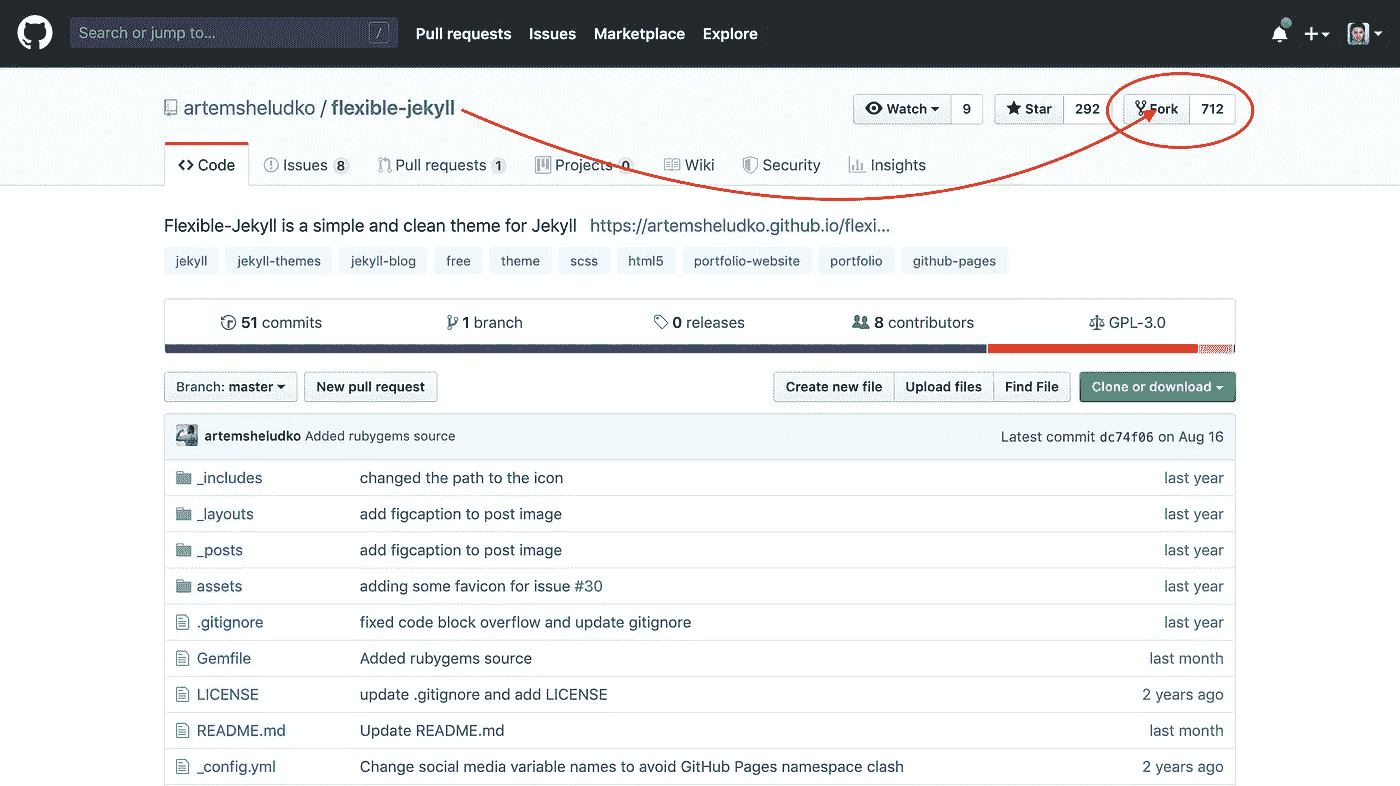 Search or jump to... / Pull requests Issues Marketplace Explore
artemsheludko / flexible-jekyll Watch 9 Star 292 Fork 712
Code Issues 8 Pull requests 1 Projects 0 Wiki Security Insights
Flexible-Jekyll is a simple and clean theme for Jekyll https://artemsheludko.github.io/flexi...
jekyll jekyll-themes jekyll-blog free theme scss html5 portfolio-website portfolio github-pages
51 commits 1 branch 0 releases 8 contributors GPL-3.0
Branch: master New pull request Create new file Upload files Find File Clone or download
artemsheludko Added rubygems source Latest commit dc74f06 on Aug 16
_includes changed the path to the icon last year
_layouts add figcaption to post image last year
_posts add figcaption to post image last year
assets adding some favicon for issue #30 last year
.gitignore fixed code block overflow and update gitignore last year
Gemfile Added rubygems source last month
LICENSE update .gitignore and add LICENSE 2 years ago
README.md Update README.md last month
_config.yml Change social media variable names to avoid GitHub Pages namespace clash 2 years ago